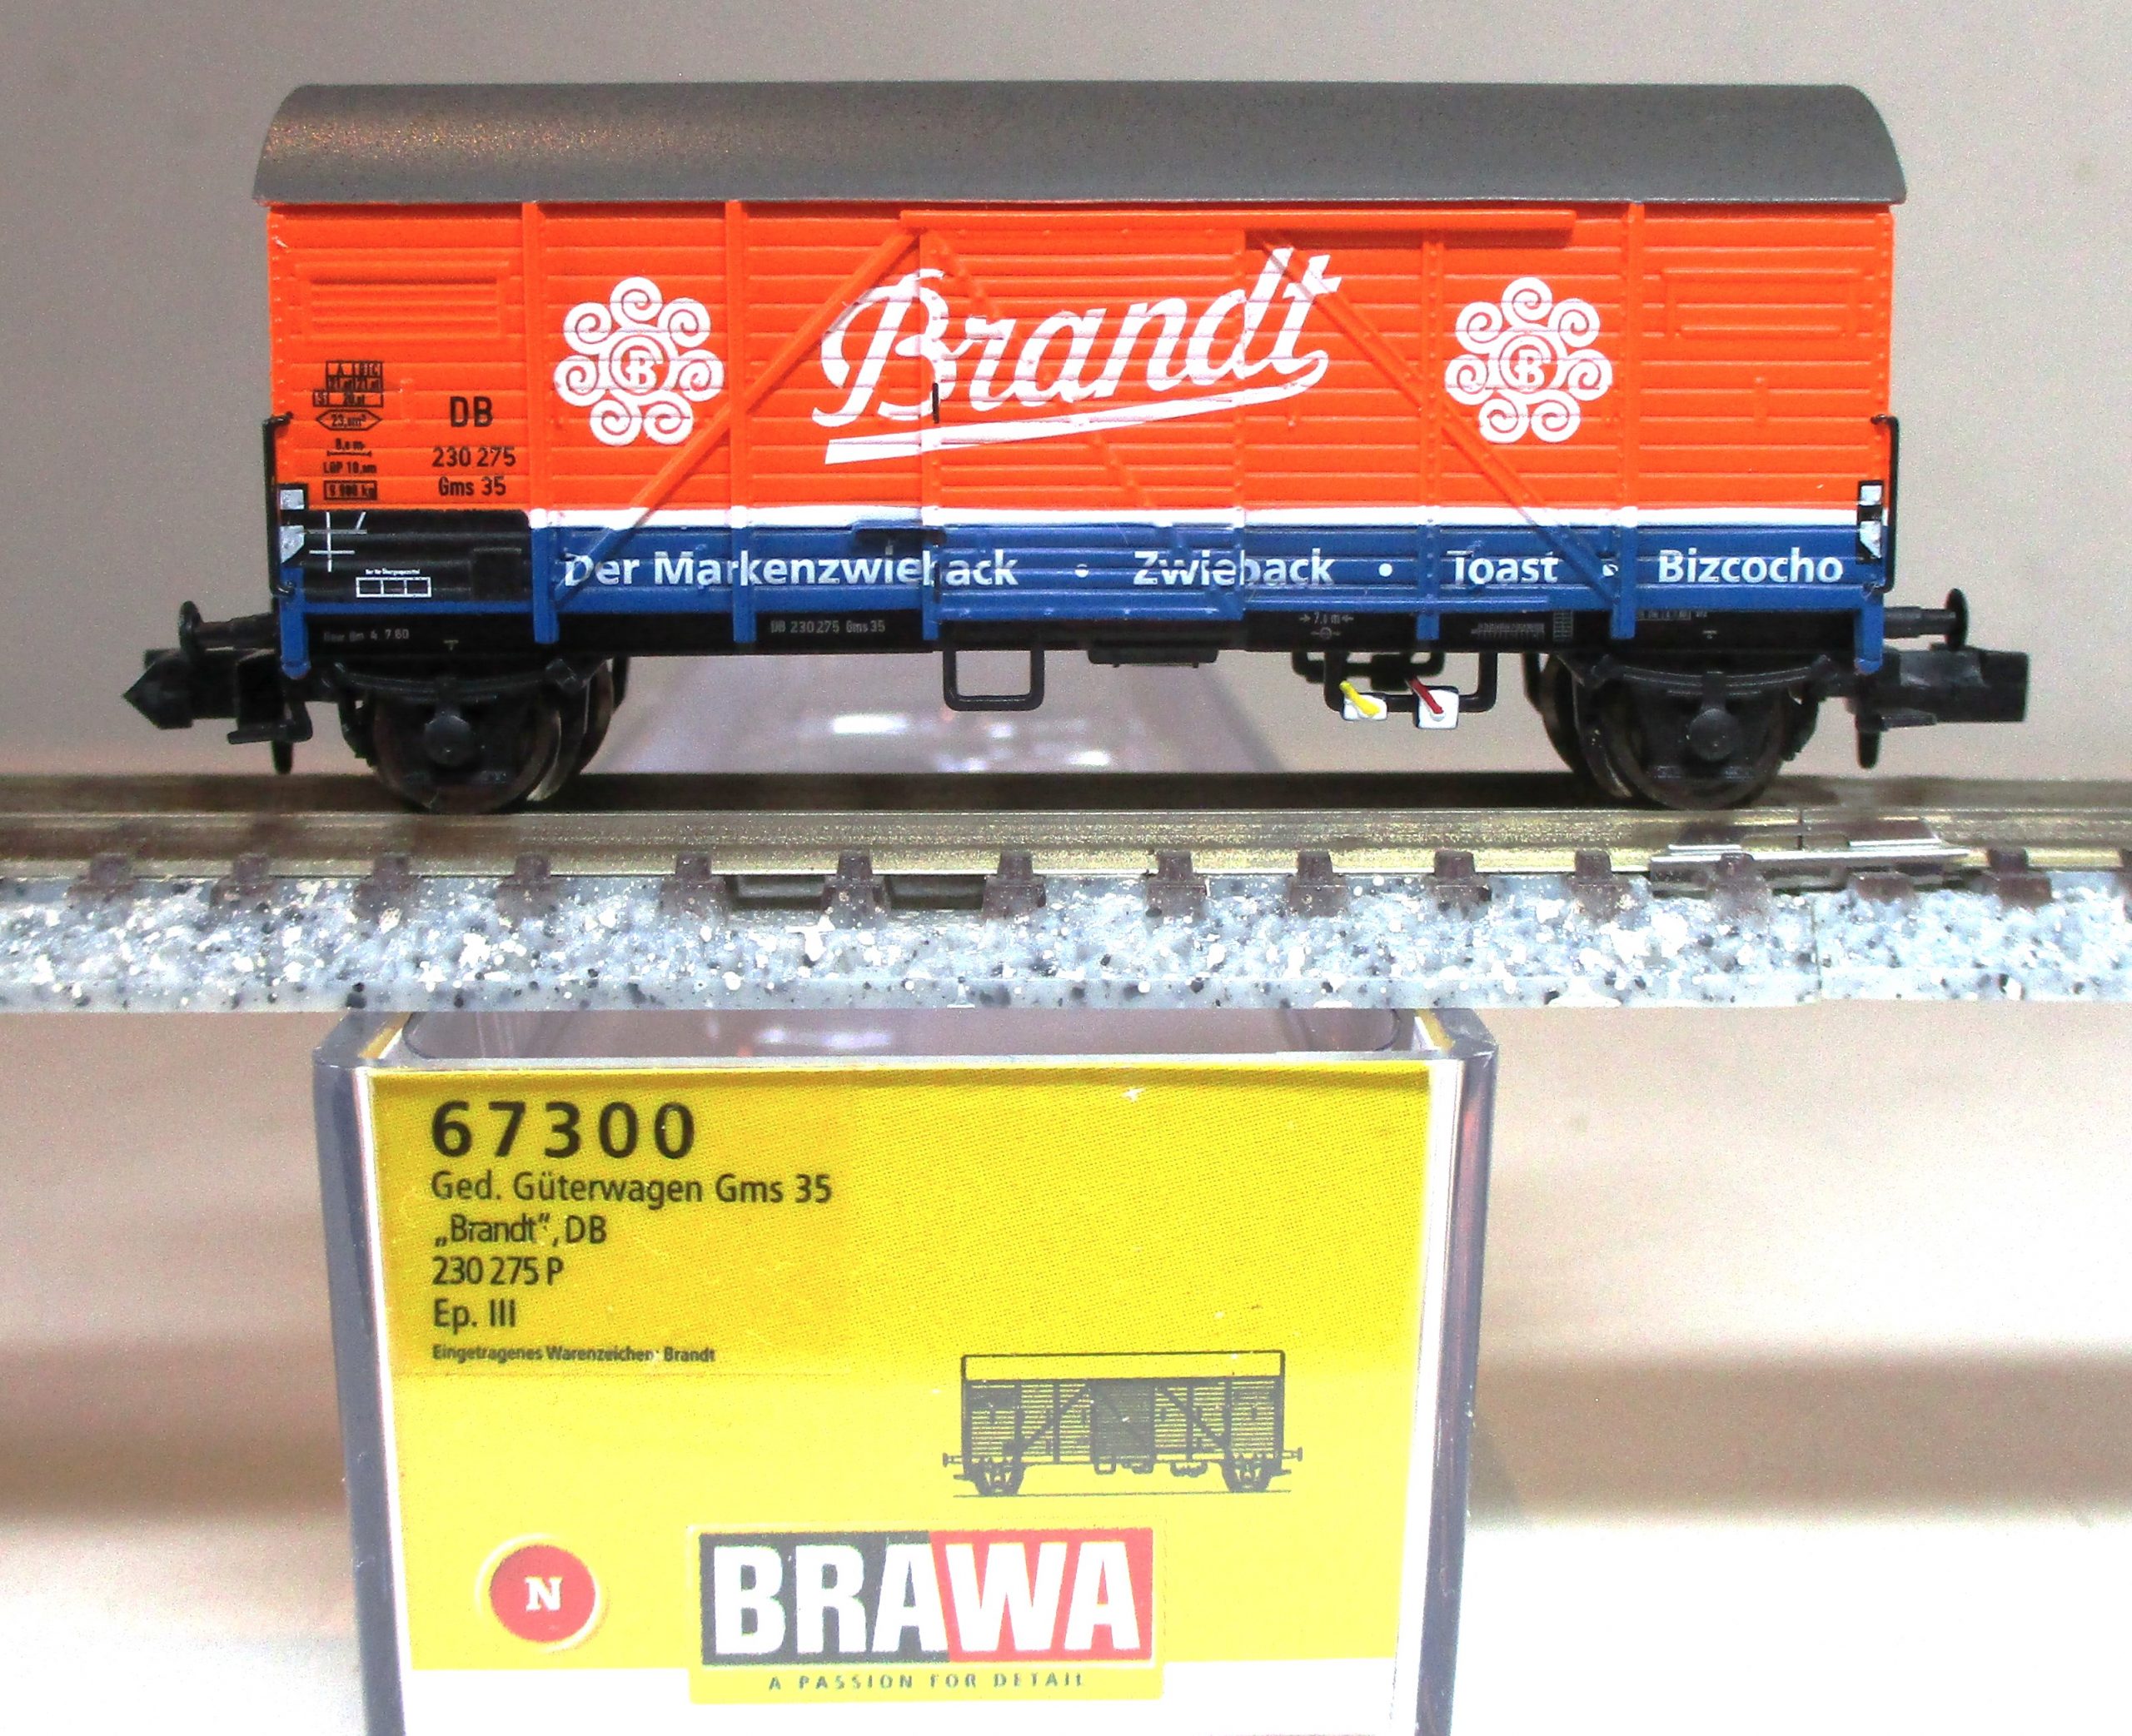 Brandt
B
B
DB
230 275
Gms 35
Der Markenzwieback • Zwieback • Toast • Bizcocho
DB 230 275 Gms 35
67300
Ged. Güterwagen Gms 35
„Brandt“, DB
230 275 P
Ep. III
Eingetragenes Warenzeichen: Brandt
N
BRAWA
A PASSION FOR DETAIL